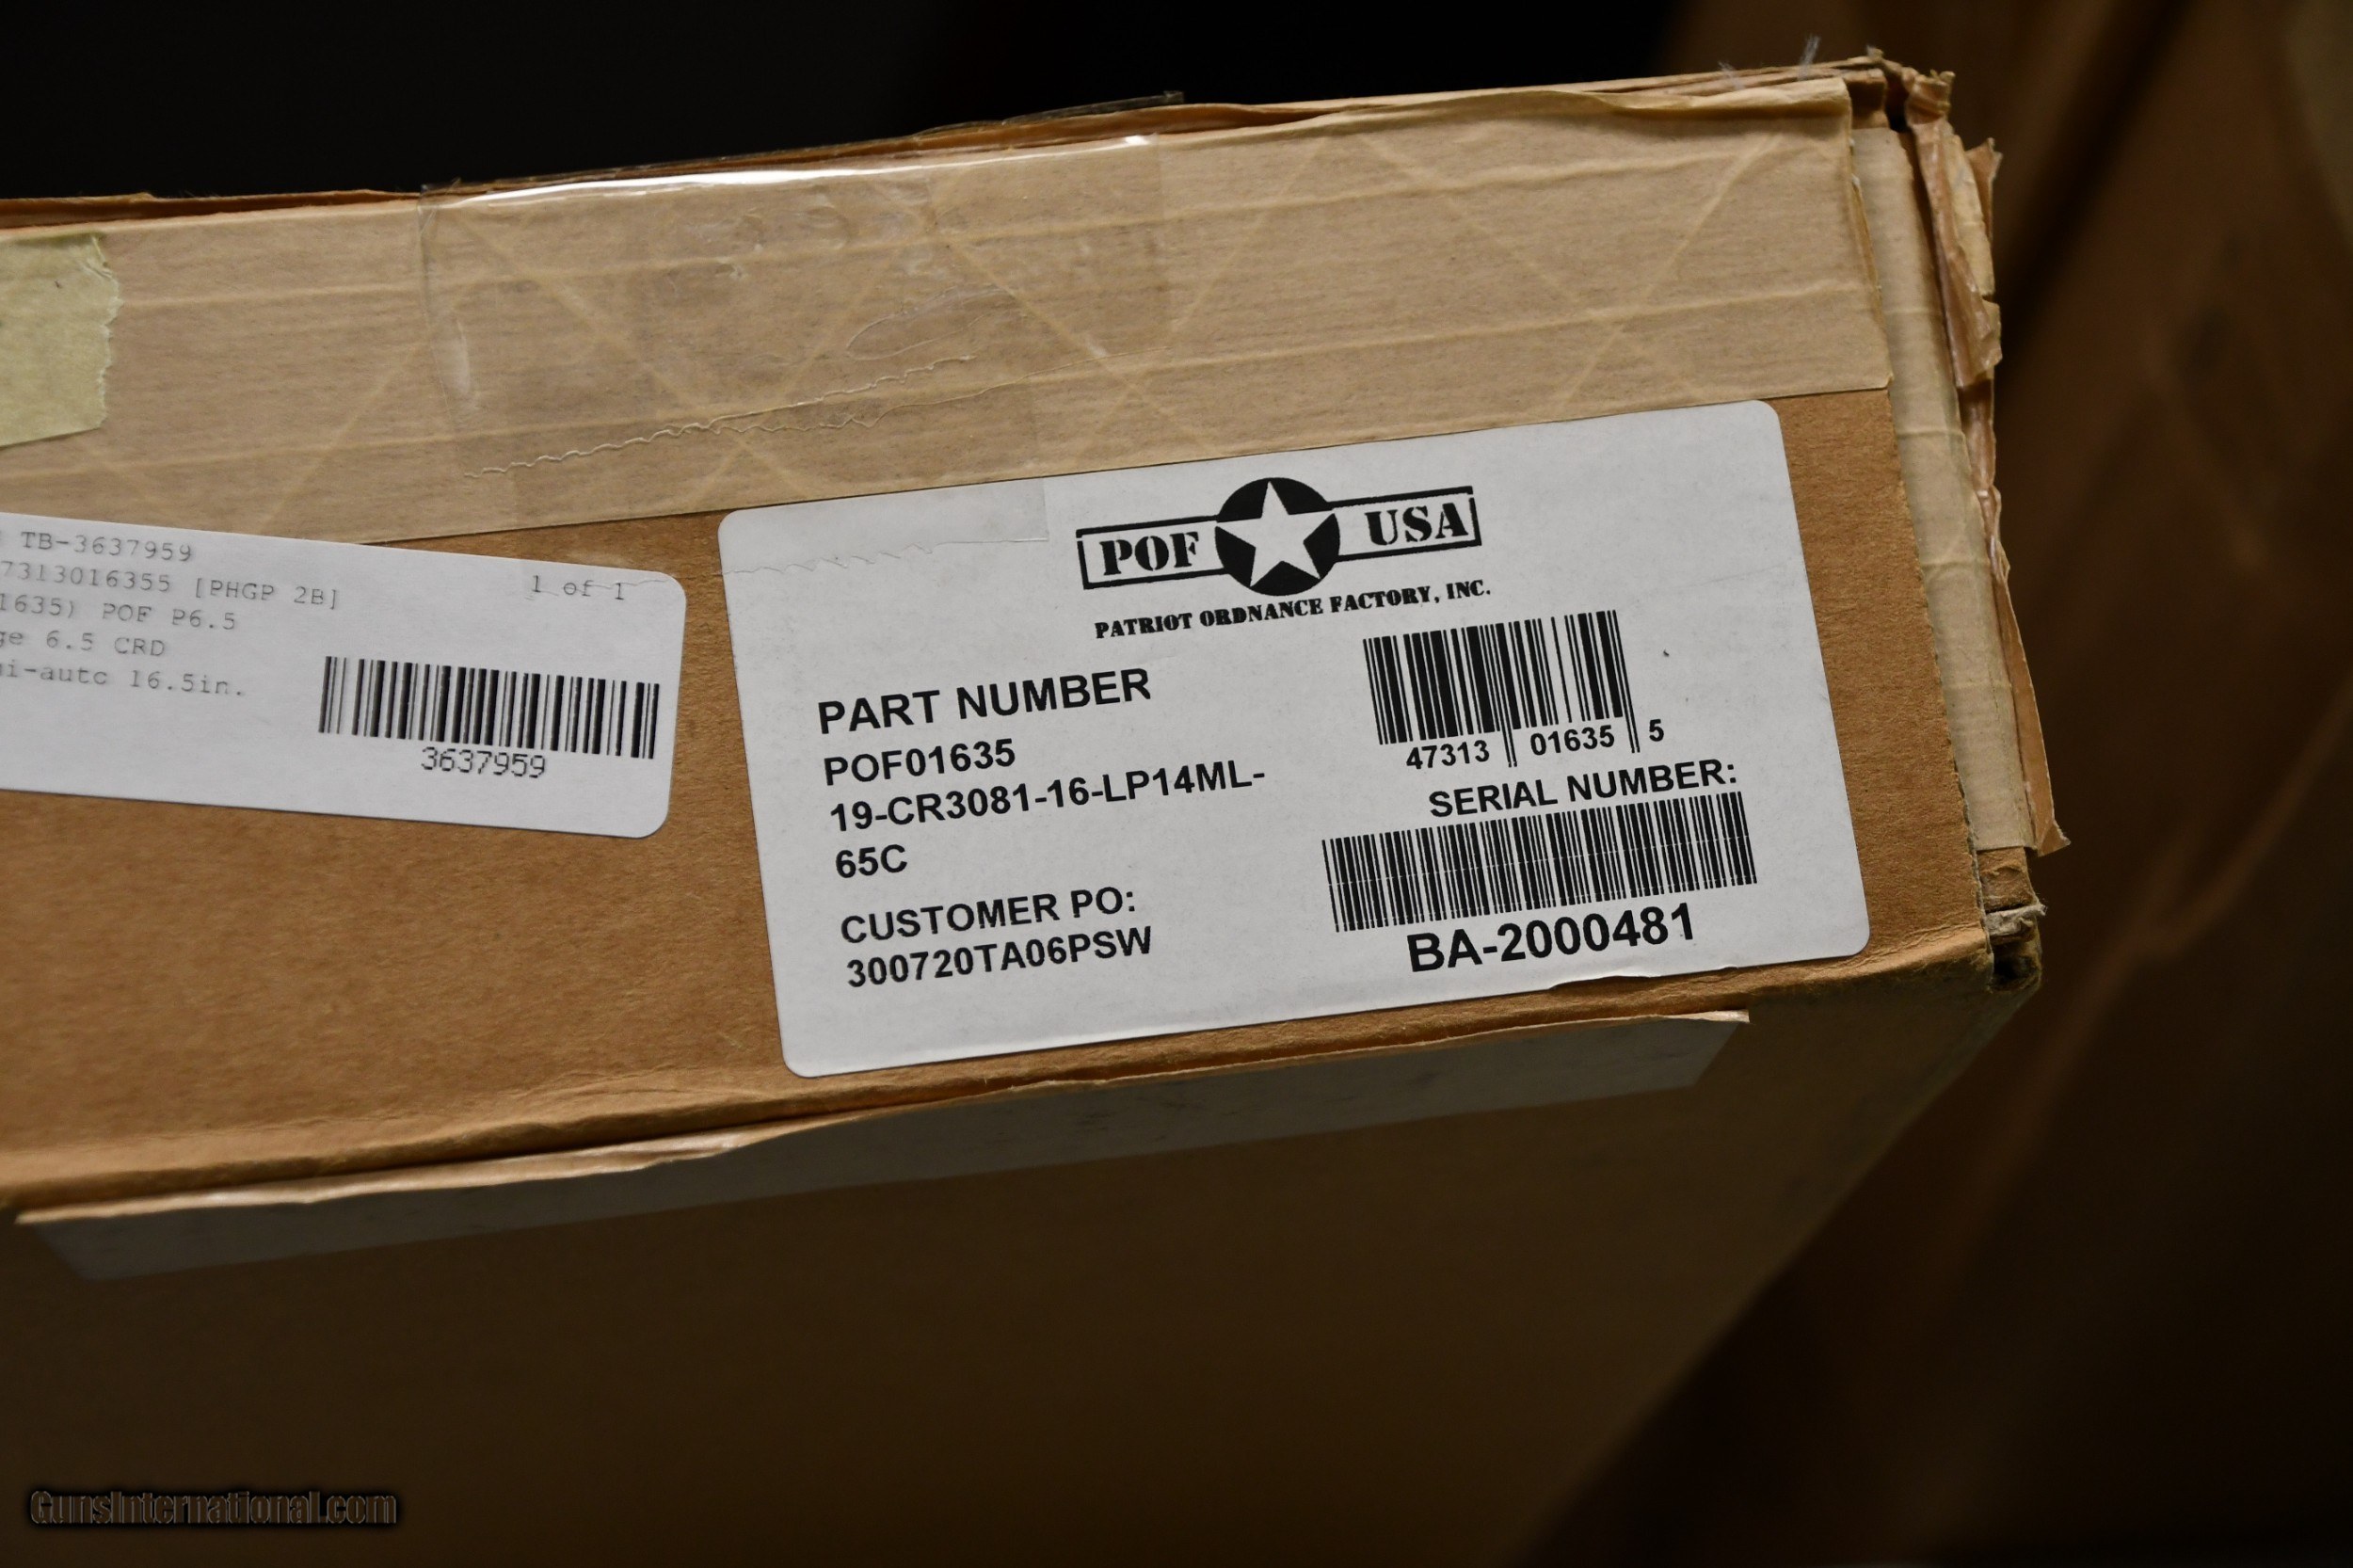 TB-3637959
7313016355 [PHGP 2B]
1 of 1
1635) POF P6.5
ge 6.5 CRD
i-auto 16.5in.
3637959
POF USA
PATRIOT ORDNANCE FACTORY, INC.
PART NUMBER
POF01635
19-CR3081-16-LP14ML-
65C
CUSTOMER PO:
300720TA06PSW
47313 01635 5
SERIAL NUMBER:
BA-2000481
GunsInternational.com